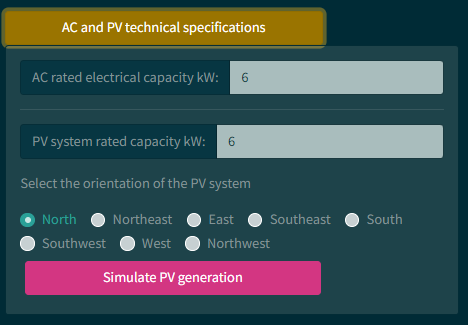 AC and PV technical specifications
AC rated electrical capacity kW: 6
PV system rated capacity kW: 6
Select the orientation of the PV system
North Northeast East Southeast South
Southwest West Northwest
Simulate PV generation